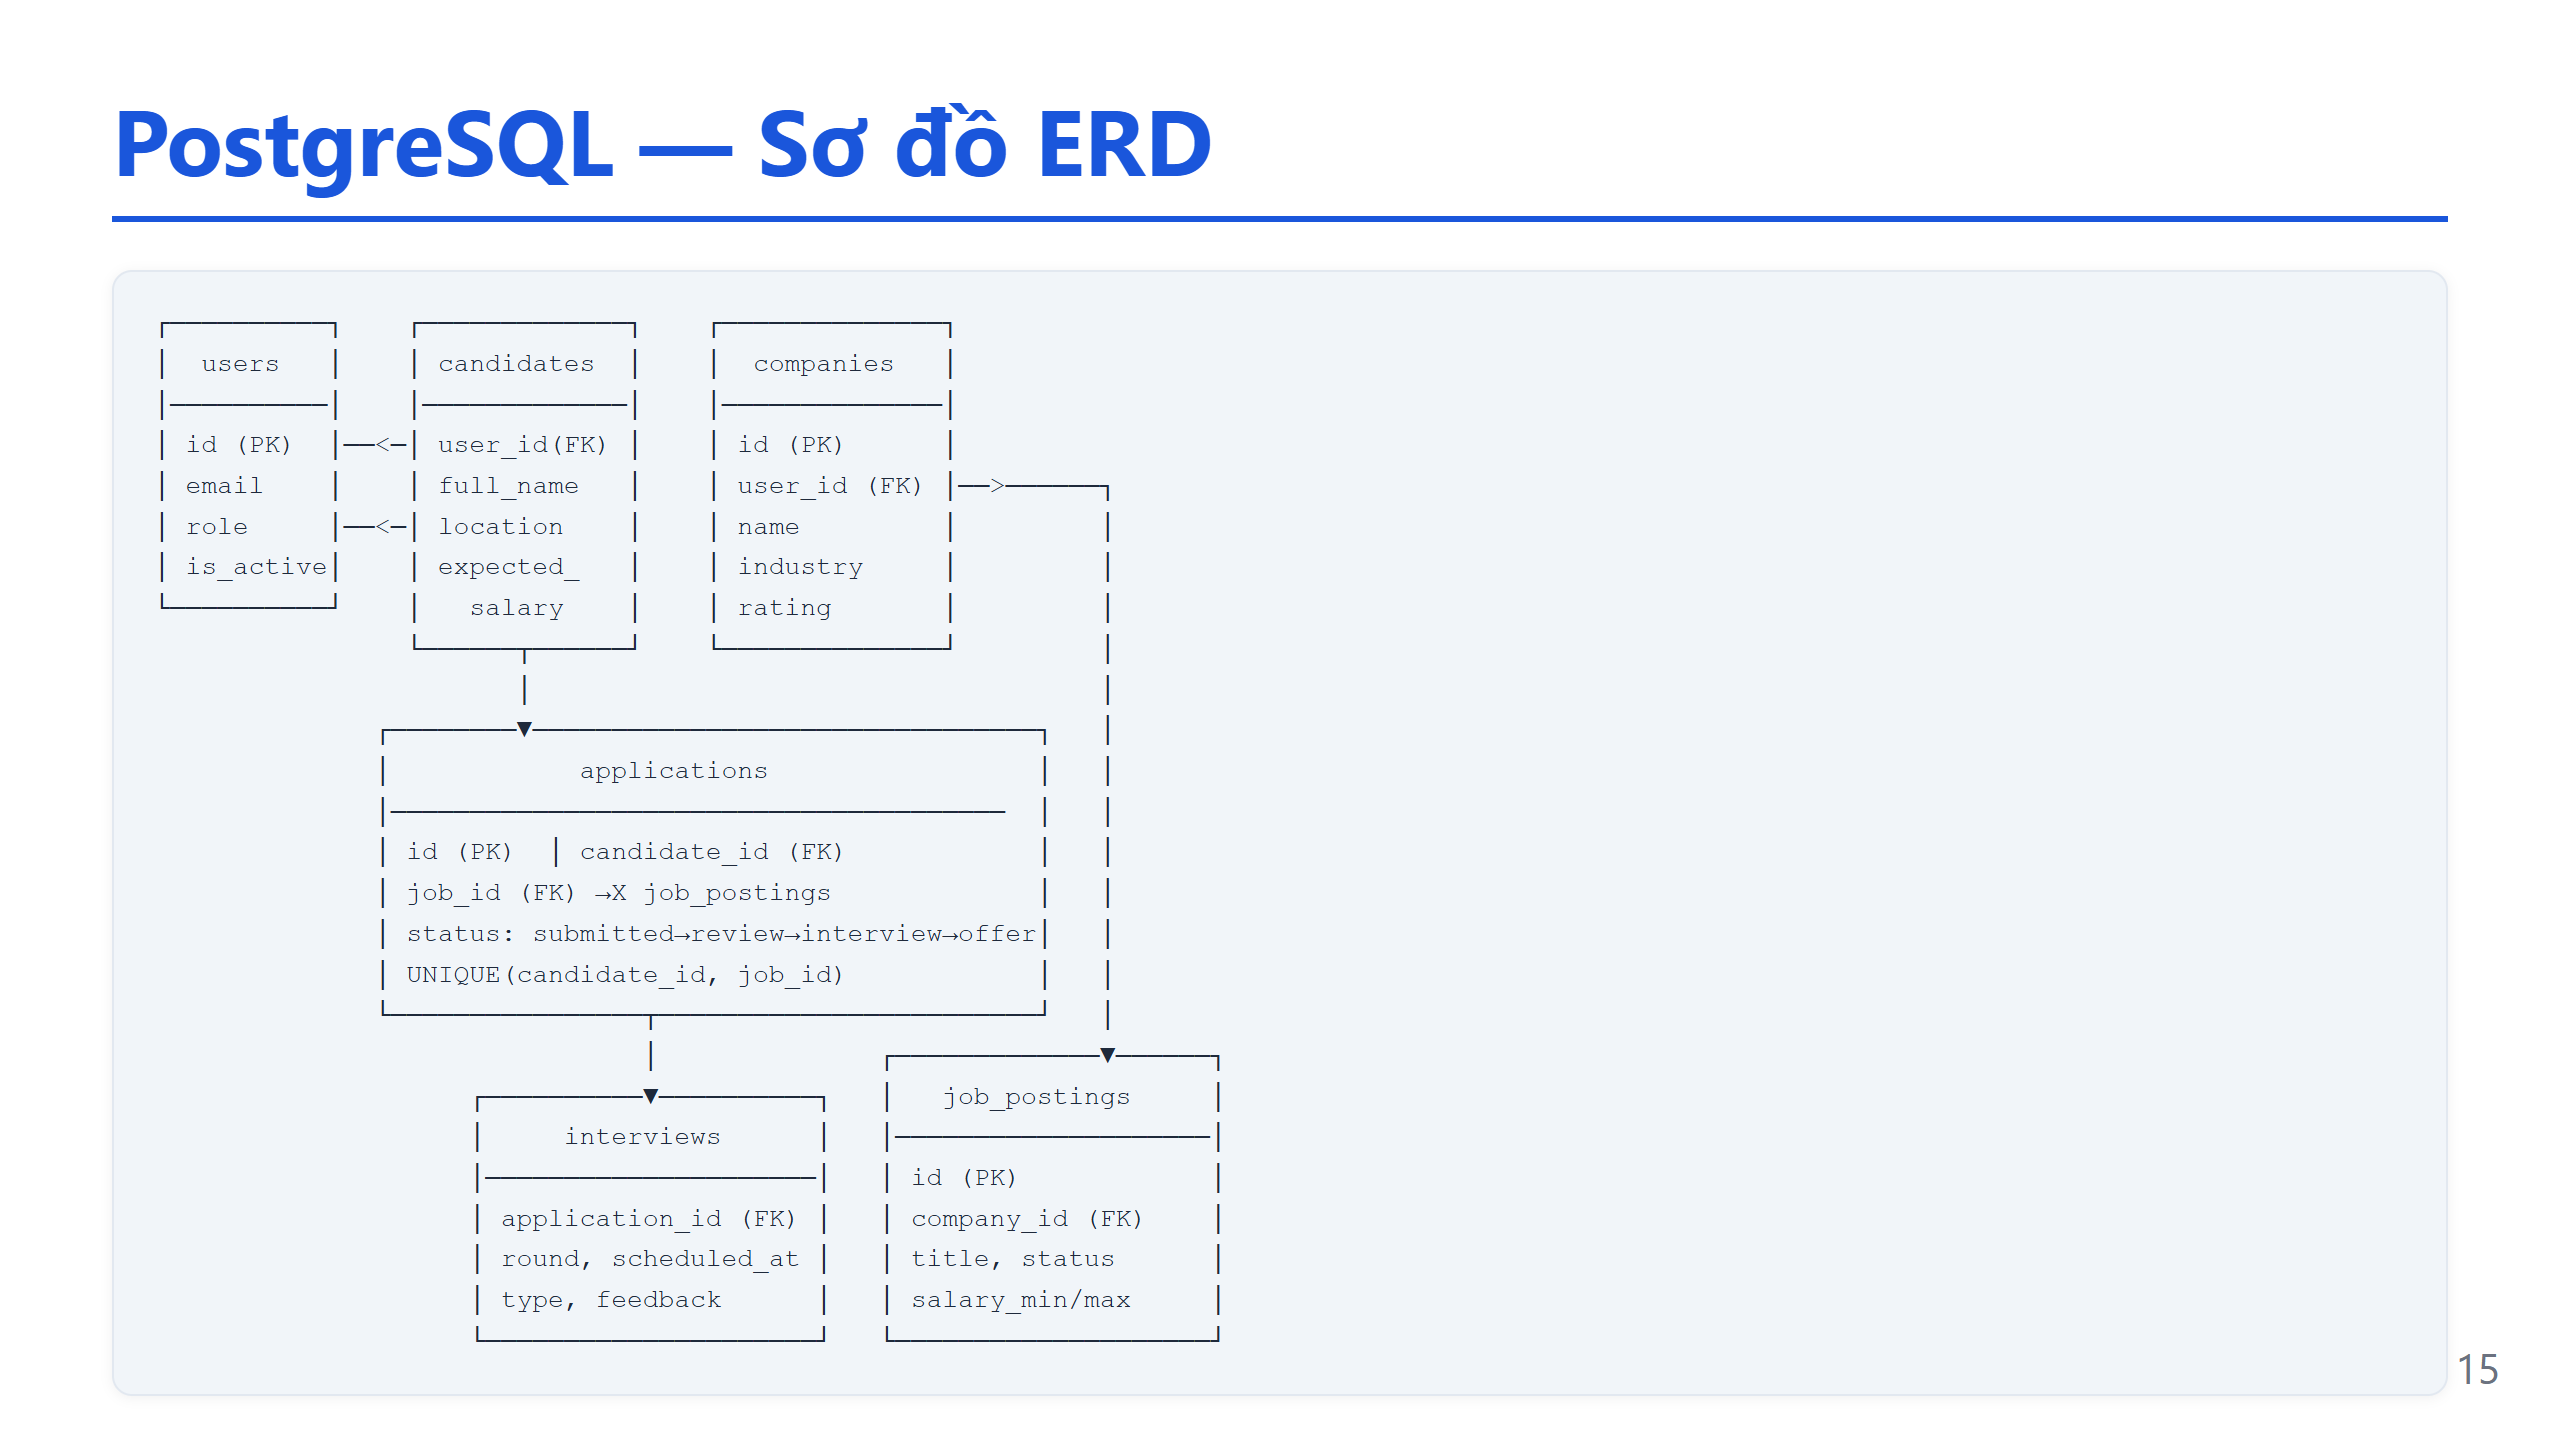 PostgreSQL — Sơ đồ ERD
┌──────────┐    ┌─────────────┐    ┌──────────────┐
│  users   │    │ candidates  │    │  companies   │
│──────────│    │─────────────│    │──────────────│
│ id (PK)  │──<─│ user_id(FK) │    │ id (PK)      │
│ email    │    │ full_name   │    │ user_id (FK) │──>──────┐
│ role     │──<─│ location    │    │ name         │         │
│ is_active│    │ expected_   │    │ industry     │         │
└──────────┘    │   salary    │    │ rating       │         │
                └──────┬──────┘    └──────────────┘         │
                       │                                    │
              ┌────────▼────────────────────────────────┐   │
              │            applications                 │   │
              │───────────────────────────────────────  │   │
              │ id (PK)  │ candidate_id (FK)            │   │
              │ job_id (FK) →X job_postings             │   │
              │ status: submitted→review→interview→offer│   │
              │ UNIQUE(candidate_id, job_id)            │   │
              └────────────────┬────────────────────────┘   │
                               │              ┌─────────────▼──────┐
                    ┌──────────▼──────────┐   │   job_postings     │
                    │     interviews      │   │────────────────────│
                    │─────────────────────│   │ id (PK)            │
                    │ application_id (FK) │   │ company_id (FK)    │
                    │ round, scheduled_at │   │ title, status      │
                    │ type, feedback      │   │ salary_min/max     │
                    └─────────────────────┘   └────────────────────┘
15